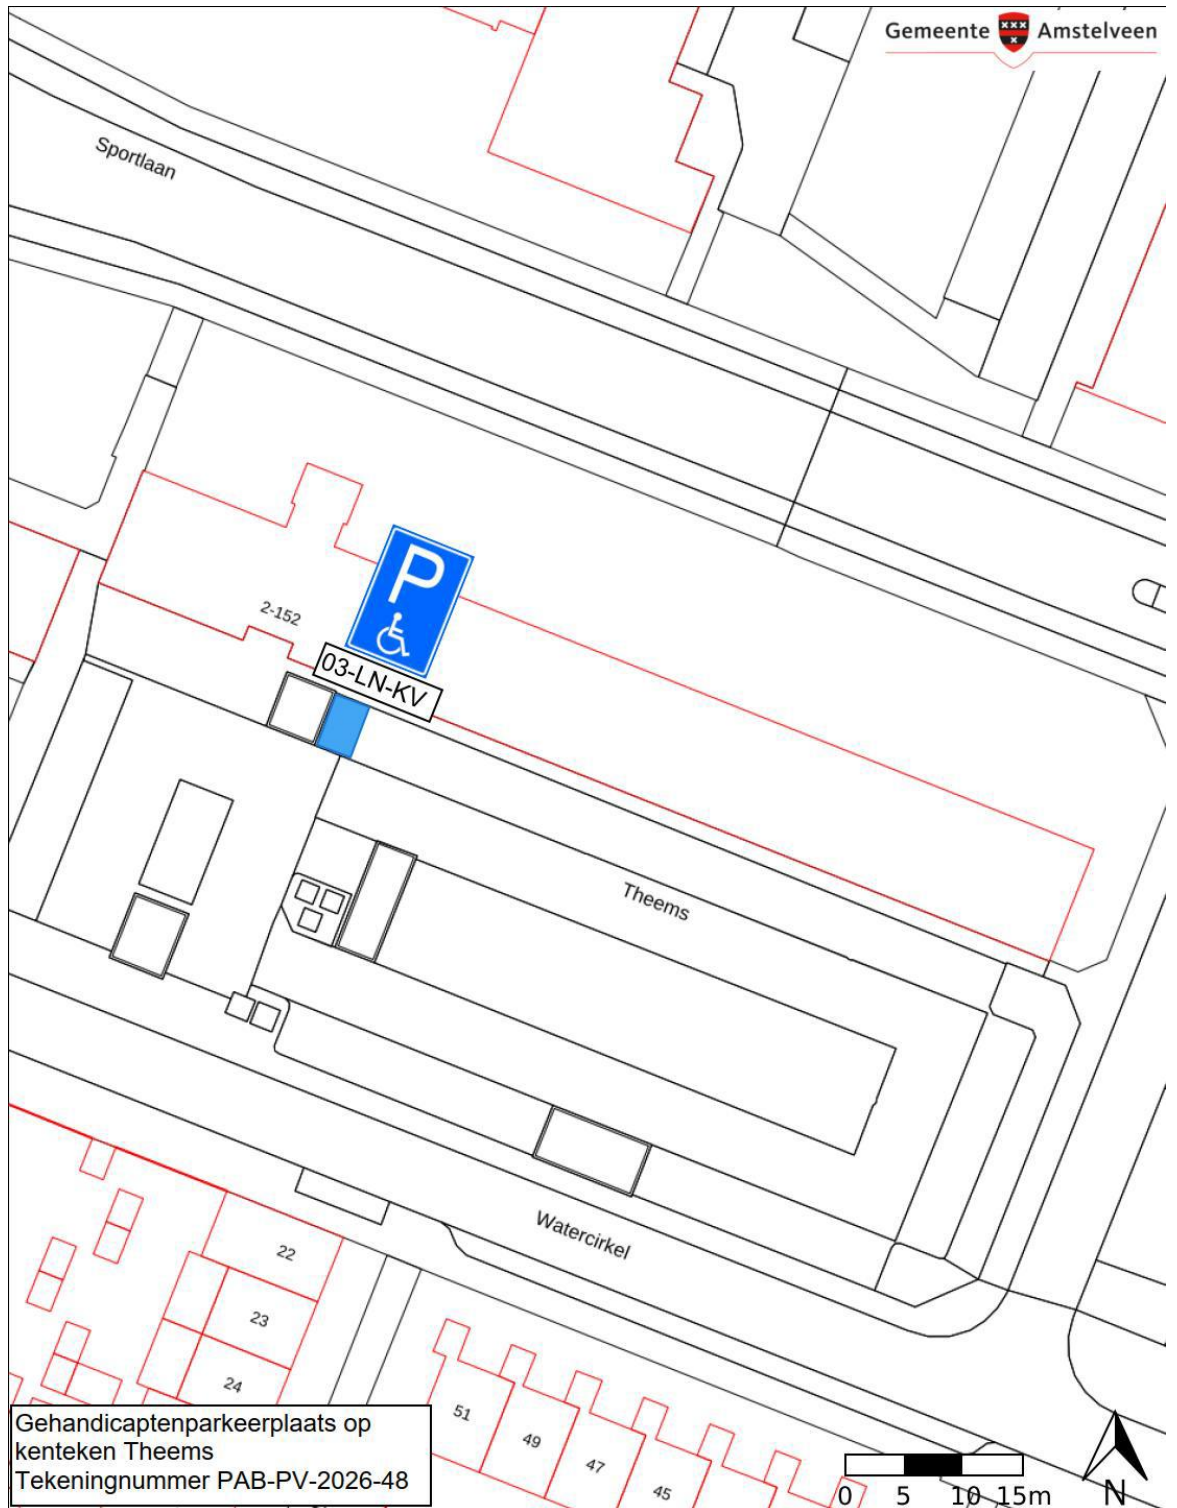 Gemeente Amstelveen
Sportlaan
P
2-152
03-LN-KV
Theems
Watercirkel
22
23
24
51
49
47
45
Gehandicaptenparkeerplaats op
kenteken Theems
Tekeningnummer PAB-PV-2026-48
0 5 10 15m
N